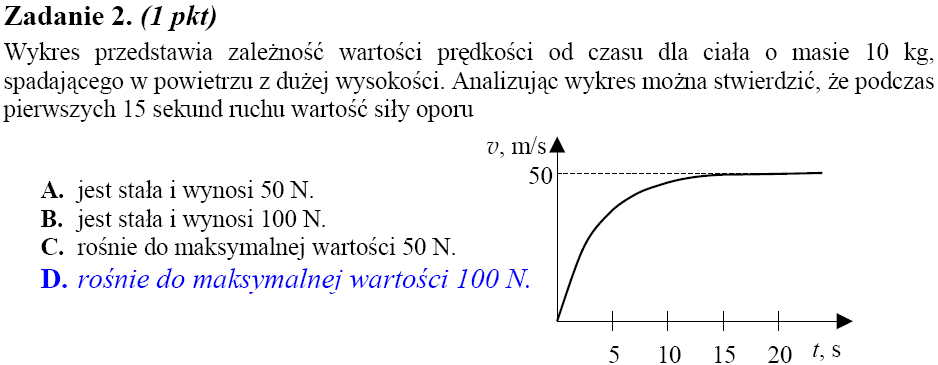 Zadanie 2. (1 pkt)
Wykres przedstawia zależność wartości prędkości od czasu dla ciała o masie 10 kg,
spadającego w powietrzu z dużej wysokości. Analizując wykres można stwierdzić, że podczas
pierwszych 15 sekund ruchu wartość siły oporu
A. jest stała i wynosi 50 N.
B. jest stała i wynosi 100 N.
C. rośnie do maksymalnej wartości 50 N.
D. rośnie do maksymalnej wartości 100 N.
v, m/s
50
5 10 15 20 t, s